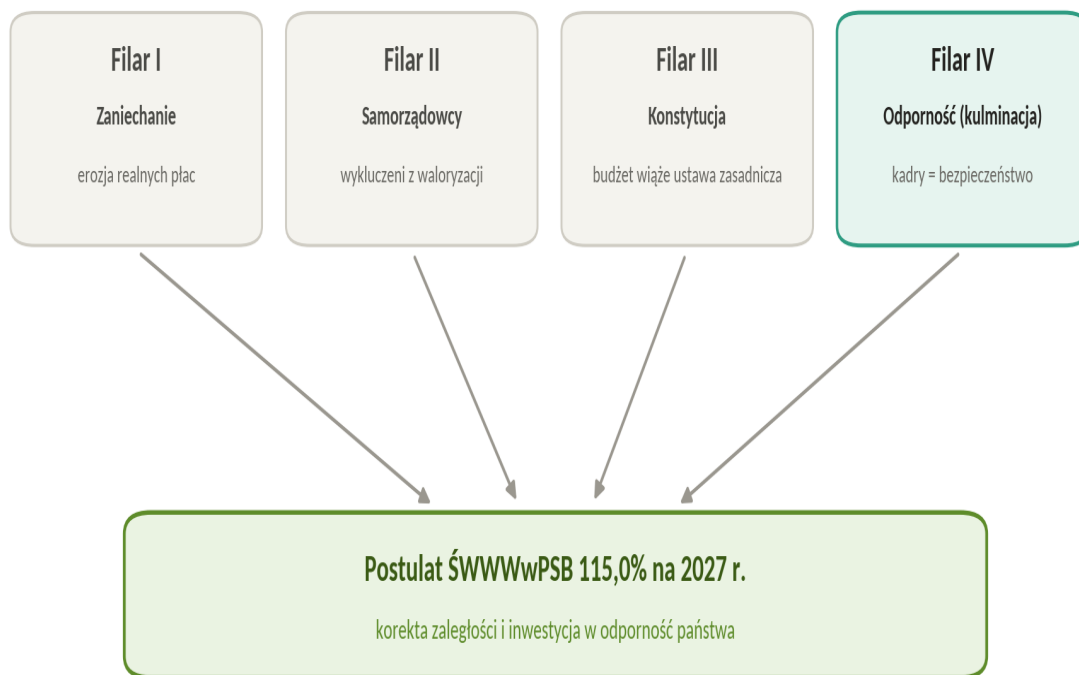 Filar I
Zaniechanie
erozja realnych płac
Filar II
Samorządowcy
wykluczeni z waloryzacji
Filar III
Konstytucja
budżet wiąże ustawa zasadnicza
Filar IV
Odporność (kulminacja)
kadry = bezpieczeństwo
Postulat ŚWWWwPSB 115,0% na 2027 r.
korekta zaległości i inwestycja w odporność państwa